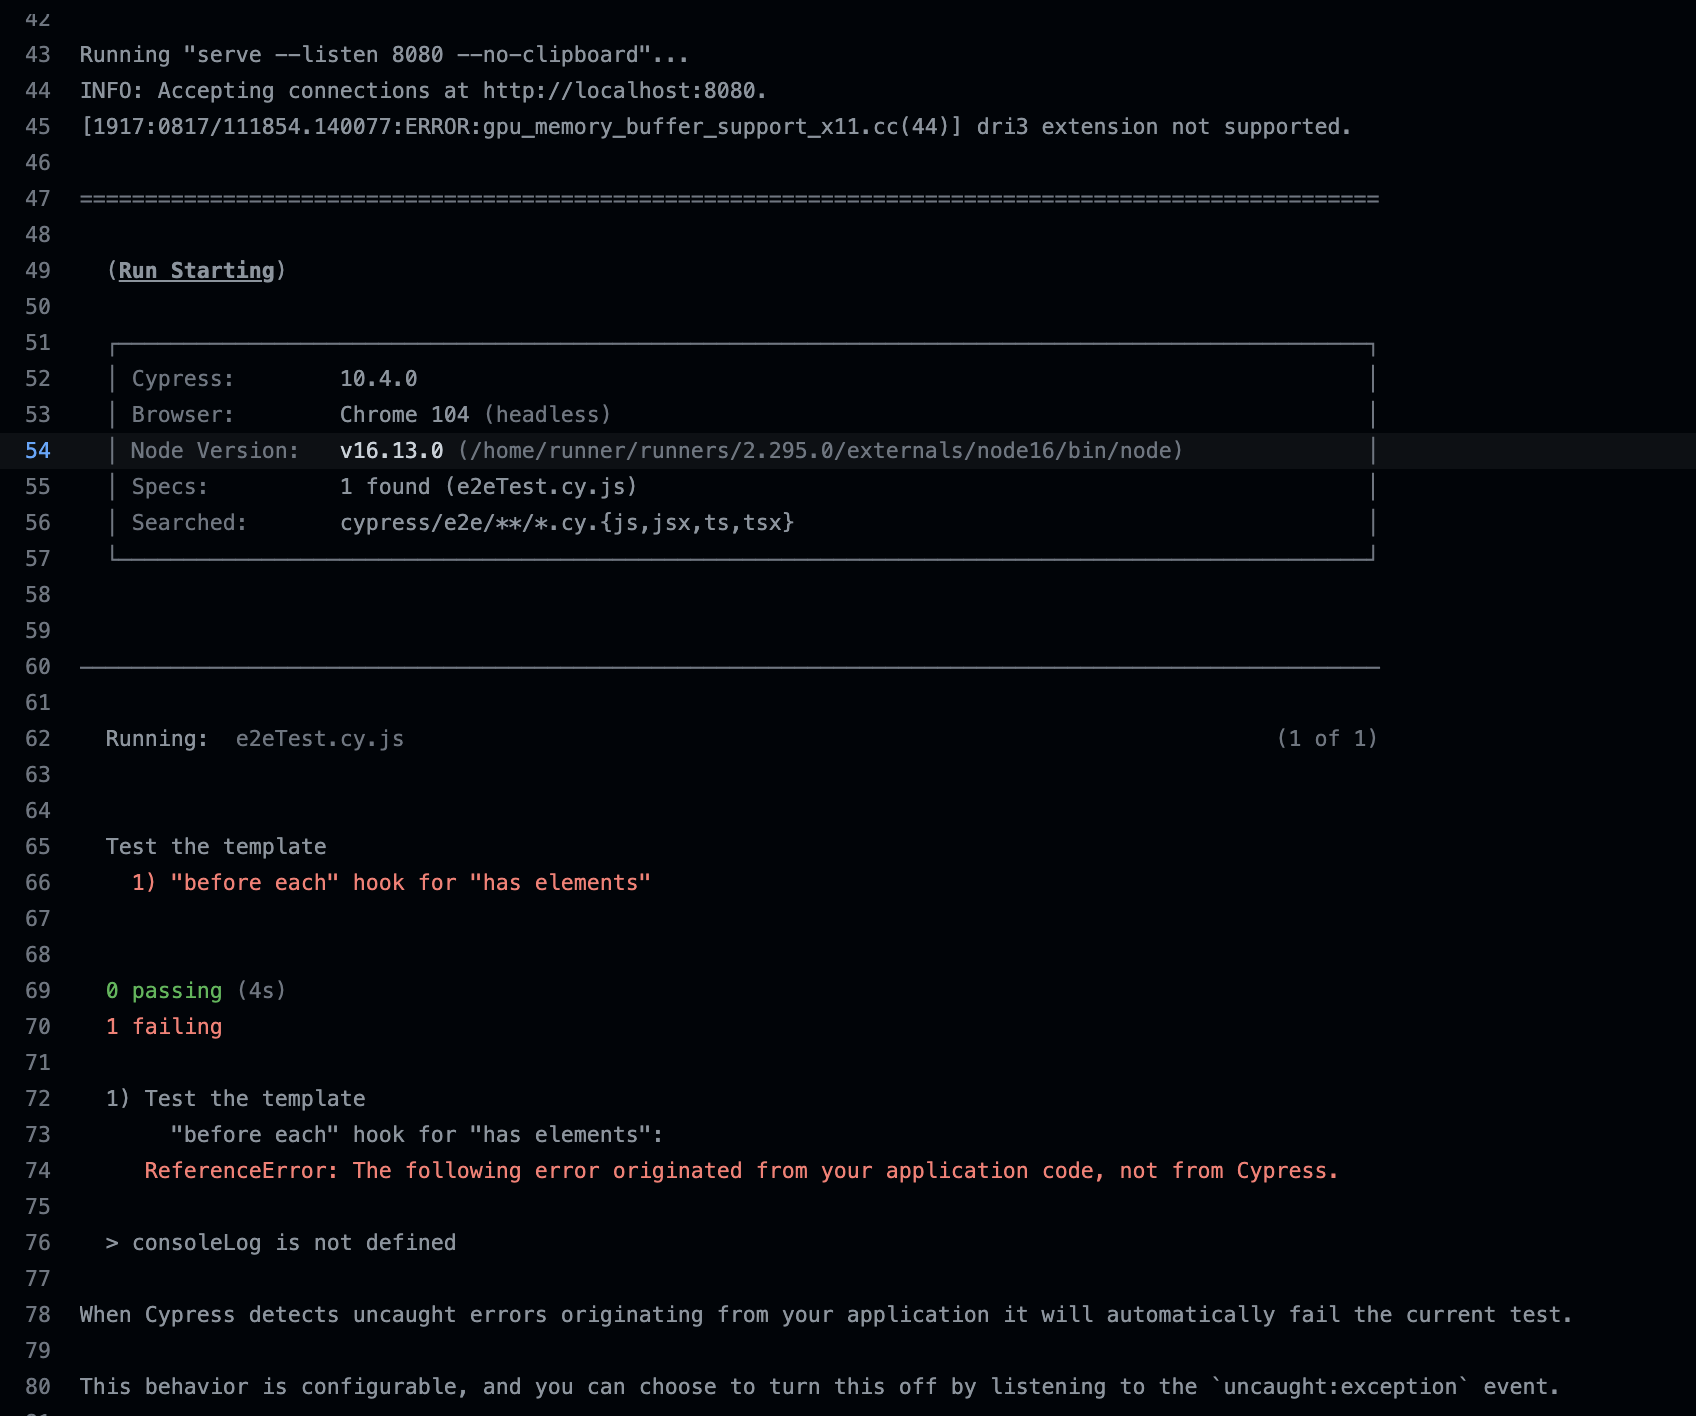 42
43 Running "serve --listen 8080 --no-clipboard"...
44 INFO: Accepting connections at http://localhost:8080.
45 [1917:0817/111854.140077:ERROR:gpu_memory_buffer_support_x11.cc(44)] dri3 extension not supported.
46
47 ====================================================================================================
48
49 (Run Starting)
50
51
52 Cypress: 10.4.0
53 Browser: Chrome 104 (headless)
54 Node Version: v16.13.0 (/home/runner/runners/2.295.0/externals/node16/bin/node)
55 Specs: 1 found (e2eTest.cy.js)
56 Searched: cypress/e2e/**/*.cy.{js,jsx,ts,tsx}
57
58
59
60
61
62 Running: e2eTest.cy.js (1 of 1)
63
64
65 Test the template
66 1) "before each" hook for "has elements"
67
68
69 0 passing (4s)
70 1 failing
71
72 1) Test the template
73 "before each" hook for "has elements":
74 ReferenceError: The following error originated from your application code, not from Cypress.
75
76 > consoleLog is not defined
77
78 When Cypress detects uncaught errors originating from your application it will automatically fail the current test.
79
80 This behavior is configurable, and you can choose to turn this off by listening to the `uncaught:exception` event.